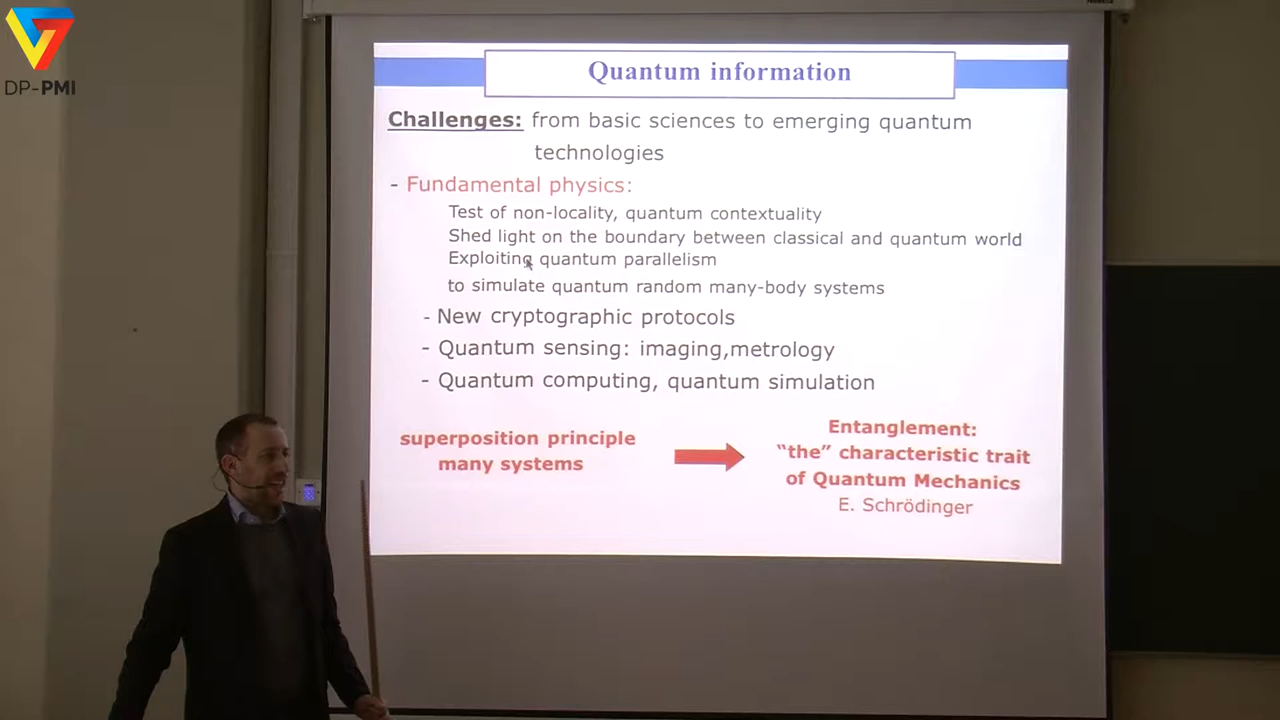 DP-PMI
Quantum information
Challenges: from basic sciences to emerging quantum
technologies
- Fundamental physics:
Test of non-locality, quantum contextuality
Shed light on the boundary between classical and quantum world
Exploiting quantum parallelism
to simulate quantum random many-body systems
- New cryptographic protocols
- Quantum sensing: imaging,metrology
- Quantum computing, quantum simulation
superposition principle
many systems
Entanglement:
“the” characteristic trait
of Quantum Mechanics
E. Schrödinger